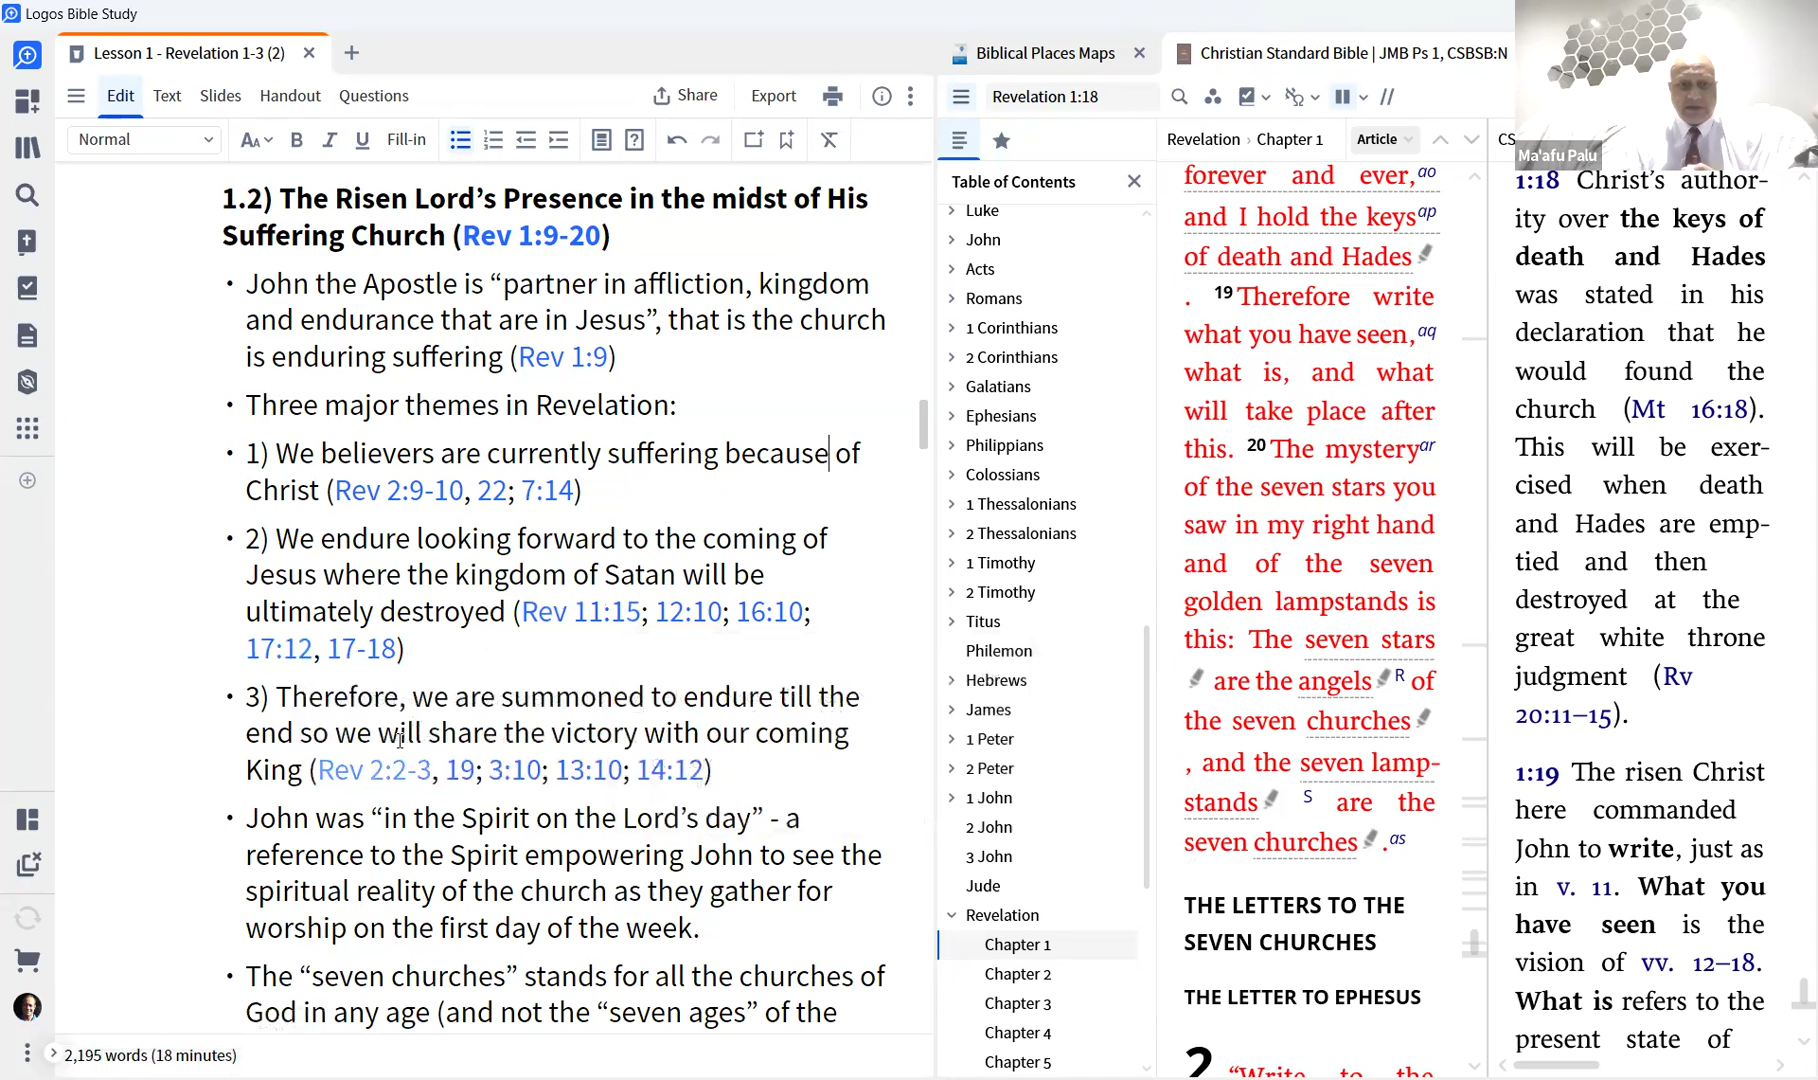 Logos Bible Study
Lesson 1 - Revelation 1-3 (2)
Edit Text Slides Handout Questions
Share Export
Normal
Fill-in
1.2) The Risen Lord’s Presence in the midst of His
Suffering Church (Rev 1:9-20)
• John the Apostle is “partner in affliction, kingdom
and endurance that are in Jesus”, that is the church
is enduring suffering (Rev 1:9)
• Three major themes in Revelation:
• 1) We believers are currently suffering because of
Christ (Rev 2:9-10, 22; 7:14)
• 2) We endure looking forward to the coming of
Jesus where the kingdom of Satan will be
ultimately destroyed (Rev 11:15; 12:10; 16:10;
17:12, 17-18)
• 3) Therefore, we are summoned to endure till the
end so we will share the victory with our coming
King (Rev 2:2-3, 19; 3:10; 13:10; 14:12)
• John was “in the Spirit on the Lord’s day” - a
reference to the Spirit empowering John to see the
spiritual reality of the church as they gather for
worship on the first day of the week.
• The “seven churches” stands for all the churches of
God in any age (and not the “seven ages” of the
2,195 words (18 minutes)
Biblical Places Maps
Christian Standard Bible | JMB Ps 1, CSBSB:N
Revelation 1:18
Revelation › Chapter 1 Article
CS
Table of Contents
Luke
John
Acts
Romans
1 Corinthians
2 Corinthians
Galatians
Ephesians
Philippians
Colossians
1 Thessalonians
2 Thessalonians
1 Timothy
2 Timothy
Titus
Philemon
Hebrews
James
1 Peter
2 Peter
1 John
2 John
3 John
Jude
Revelation
Chapter 1
Chapter 2
Chapter 3
Chapter 4
Chapter 5
forever and ever,ao
and I hold the keysap
of death and Hades
. 19 Therefore write
what you have seen,aq
what is, and what
will take place after
this. 20 The mysteryar
of the seven stars you
saw in my right hand
and of the seven
golden lampstands is
this: The seven stars
are the angels R of
the seven churches
, and the seven lamp-
stands S are the
seven churches .as
THE LETTERS TO THE
SEVEN CHURCHES
THE LETTER TO EPHESUS
2 “Write to the
Ma'afu Palu
1:18 Christ’s author-
ity over the keys of
death and Hades
was stated in his
declaration that he
would found the
church (Mt 16:18).
This will be exer-
cised when death
and Hades are emp-
tied and then
destroyed at the
great white throne
judgment (Rv
20:11–15).
1:19 The risen Christ
here commanded
John to write, just as
in v. 11. What you
have seen is the
vision of vv. 12–18.
What is refers to the
present state of